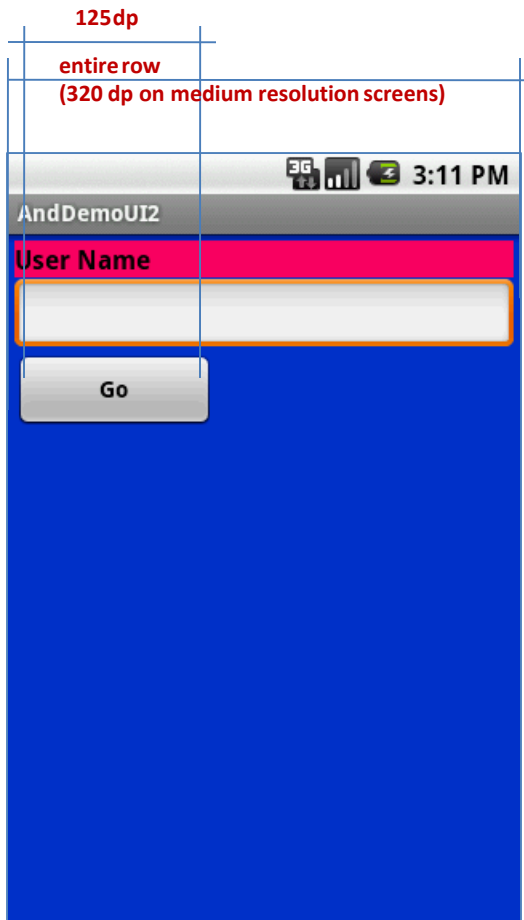 125dp
entire row
(320 dp on medium resolution screens)
3G 3:11 PM
AndDemoUI2
User Name
Go